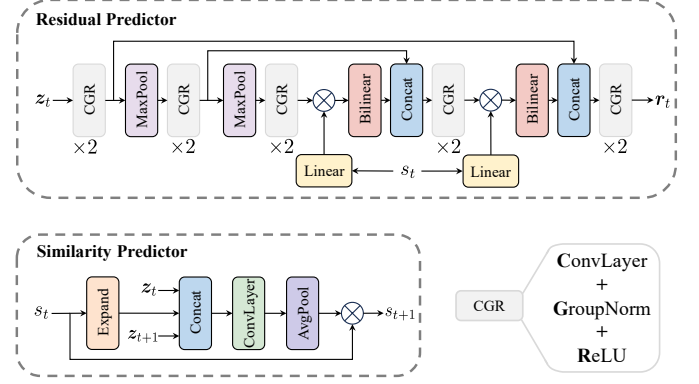 Residual Predictor
z_t
CGR
×2
MaxPool
CGR
×2
MaxPool
CGR
×2
Linear
Bilinear
Concat
CGR
×2
s_t
Linear
Bilinear
Concat
CGR
×2
r_t
Similarity Predictor
s_t
Expand
z_t
z_{t+1}
Concat
ConvLayer
AvgPool
s_{t+1}
CGR
ConvLayer
+
GroupNorm
+
ReLU